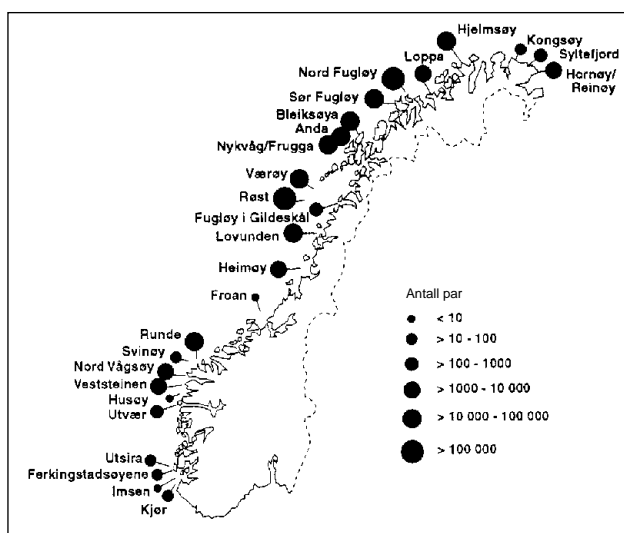 Hjelmsøy
Kongsøy
Syltefjord
Hornøy/
Reinøy
Loppa
Nord Fugløy
Sør Fugløy
Bleiksøya
Anda
Nykvåg/Frugga
Værøy
Røst
Fugløy i Gildeskål
Lovunden
Heimøy
Froan
Runde
Svinøy
Nord Vågsøy
Veststeinen
Husøy
Utvær
Utsira
Ferkingstadsøyene
Imsen
Kjør
Antall par
< 10
> 10 - 100
> 100 - 1000
> 1000 - 10 000
> 10 000 - 100 000
> 100 000